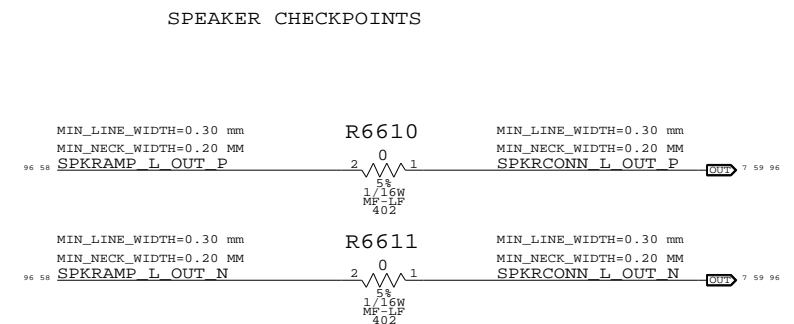 SPEAKER CHECKPOINTS
MIN_LINE_WIDTH=0.30 mm
MIN_NECK_WIDTH=0.20 MM
96 58 SPKRAMP_L_OUT_P
R6610
0
2 1
5%
1/16W
MF-LF
402
MIN_LINE_WIDTH=0.30 mm
MIN_NECK_WIDTH=0.20 MM
SPKRCONN_L_OUT_P OUT 7 59 96
MIN_LINE_WIDTH=0.30 mm
MIN_NECK_WIDTH=0.20 MM
96 58 SPKRAMP_L_OUT_N
R6611
0
2 1
5%
1/16W
MF-LF
402
MIN_LINE_WIDTH=0.30 mm
MIN_NECK_WIDTH=0.20 MM
SPKRCONN_L_OUT_N OUT 7 59 96